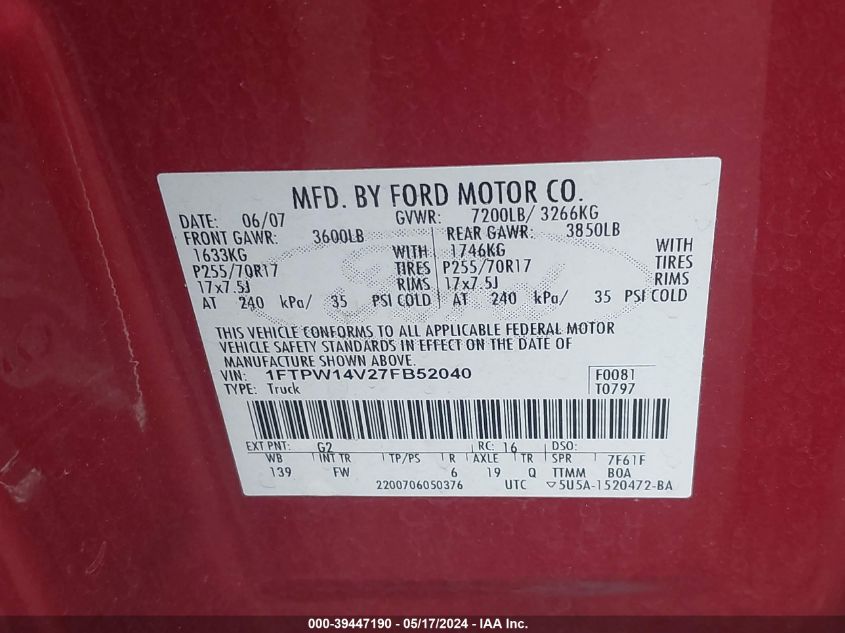 MFD. BY FORD MOTOR CO.
DATE: 06/07 GVWR: 7200LB/ 3266KG
FRONT GAWR: 3600LB REAR GAWR: 3850LB
1633KG WITH 1746KG WITH
P255/70R17 TIRES P255/70R17 TIRES
17x7.5J RIMS 17x7.5J RIMS
AT 240 kPa/ 35 PSI COLD AT 240 kPa/ 35 PSI COLD
THIS VEHICLE CONFORMS TO ALL APPLICABLE FEDERAL MOTOR
VEHICLE SAFETY STANDARDS IN EFFECT ON THE DATE OF
MANUFACTURE SHOWN ABOVE.
VIN: 1FTPW14V27FB52040 F0081
TYPE: Truck T0797
EXT PNT: G2 RC: 16 DSO:
WB INT TR TP/PS R AXLE TR SPR 7F61F
139 FW 6 19 Q TTMM BOA
2200706050376 UTC ▽5U5A-1520472-BA
000-39447190 - 05/17/2024 - IAA Inc.